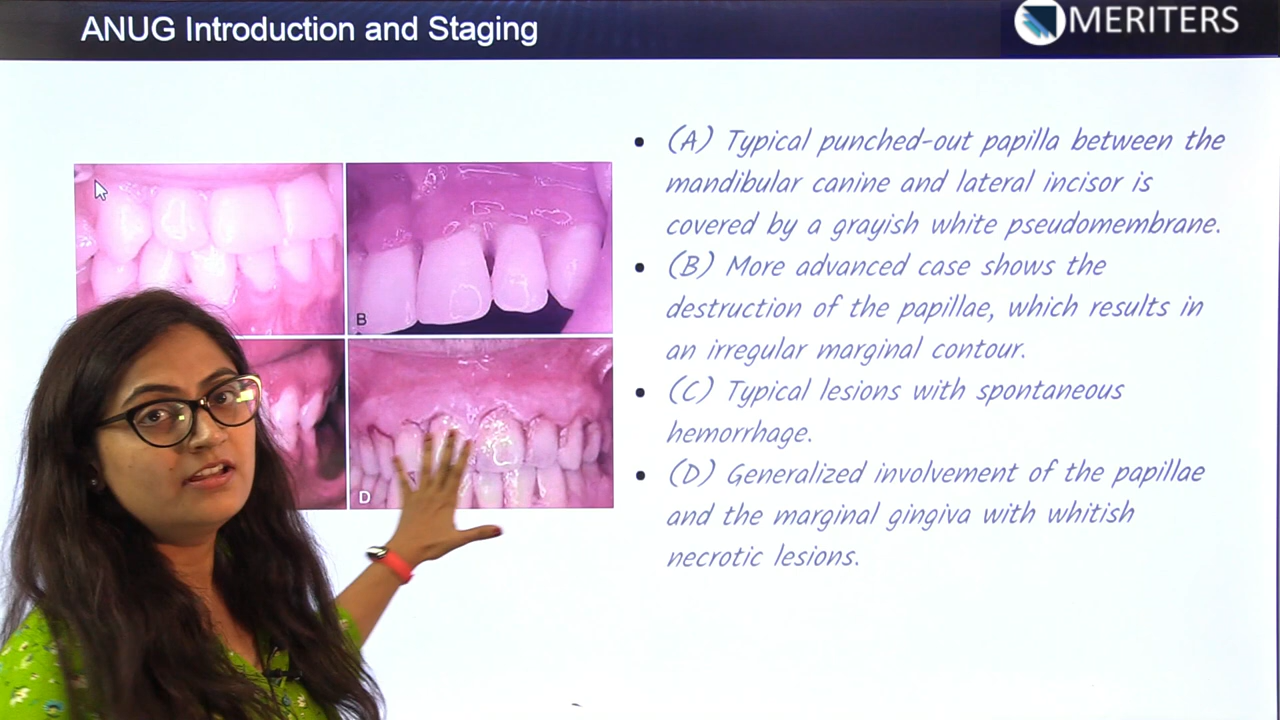 ANUG Introduction and Staging
MERITERS
(A) Typical punched-out papilla between the
mandibular canine and lateral incisor is
covered by a grayish white pseudomembrane.
(B) More advanced case shows the
destruction of the papillae, which results in
an irregular marginal contour.
(C) Typical lesions with spontaneous
hemorrhage.
(D) Generalized involvement of the papillae
and the marginal gingiva with whitish
necrotic lesions.
B
D